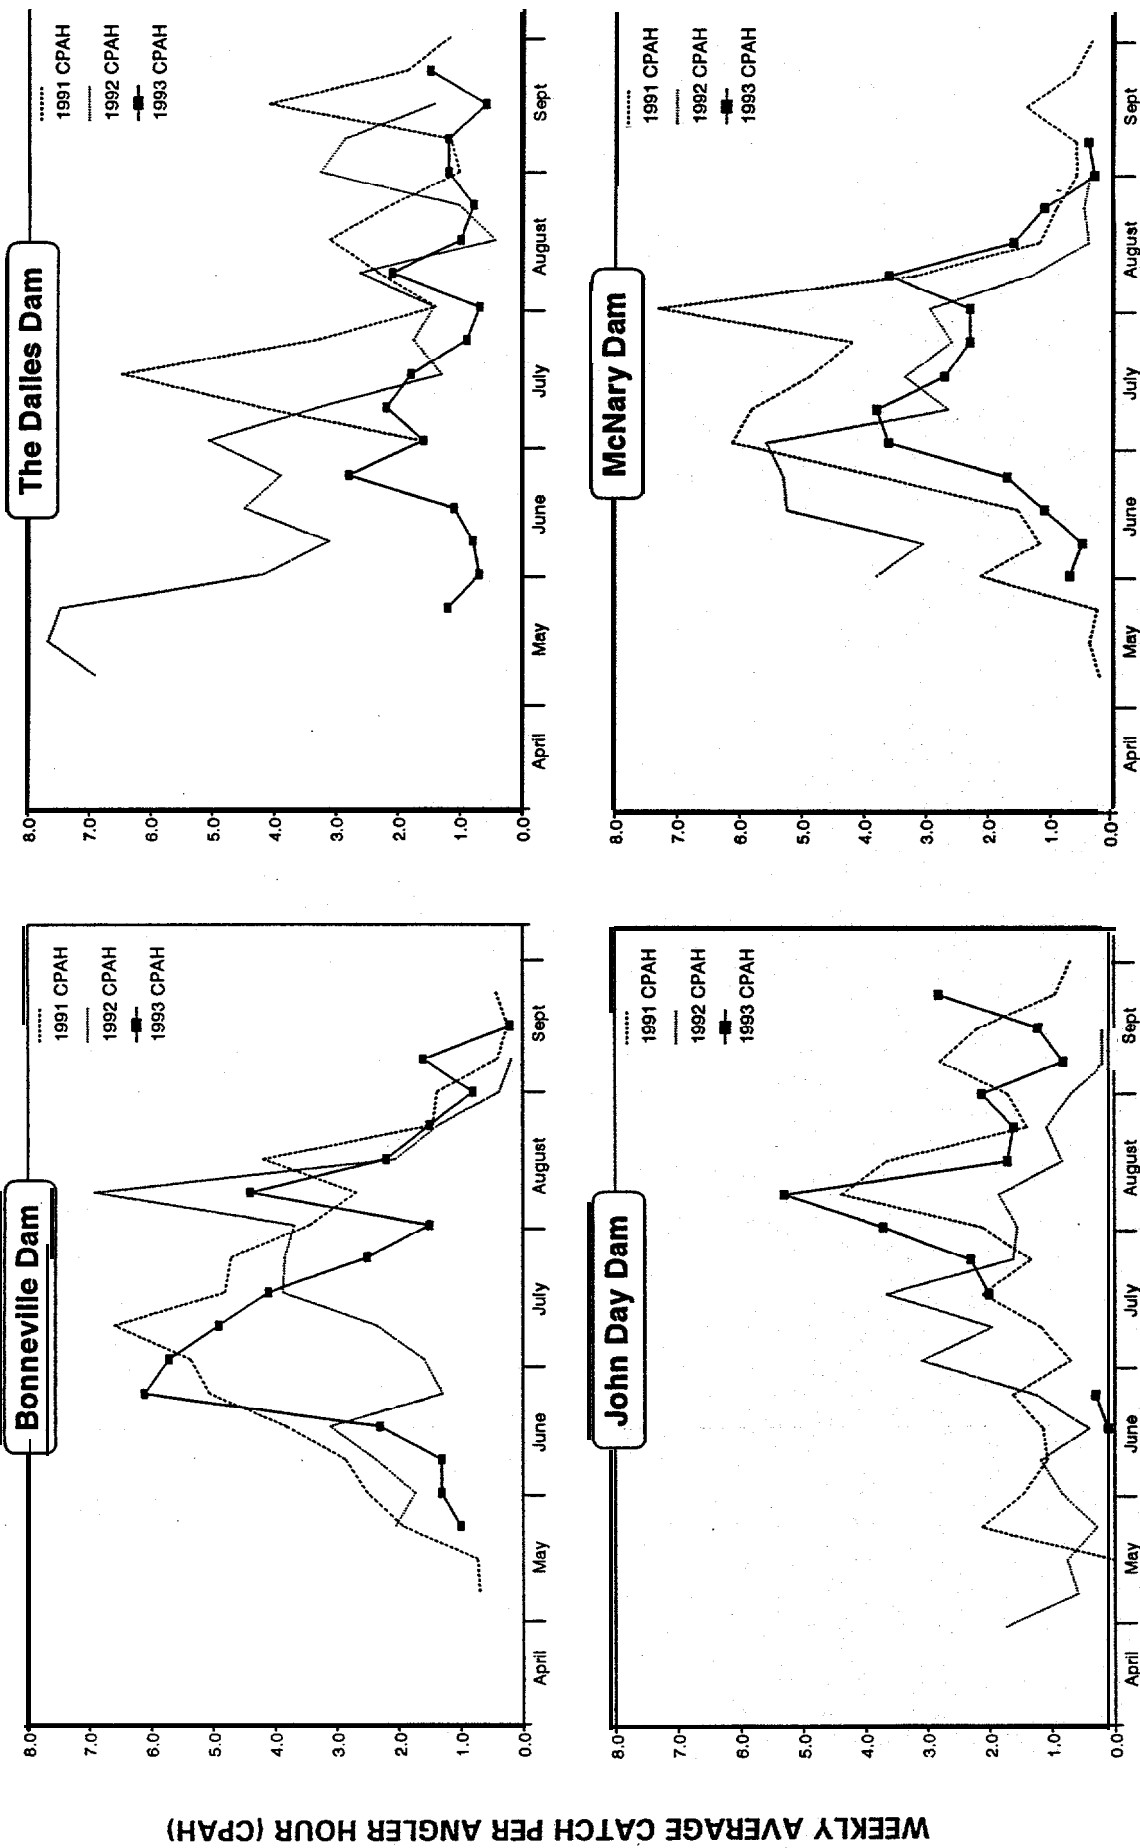 WEEKLY AVERAGE CATCH PER ANGLER HOUR (CPAH)
Bonneville Dam
1991 CPAH
1992 CPAH
1993 CPAH
8.0
7.0
6.0
5.0
4.0
3.0
2.0
1.0
0.0
April May June July August Sept
The Dalles Dam
1991 CPAH
1992 CPAH
1993 CPAH
8.0
7.0
6.0
5.0
4.0
3.0
2.0
1.0
0.0
April May June July August Sept
John Day Dam
1991 CPAH
1992 CPAH
1993 CPAH
8.0
7.0
6.0
5.0
4.0
3.0
2.0
1.0
0.0
April May June July August Sept
McNary Dam
1991 CPAH
1992 CPAH
1993 CPAH
8.0
7.0
6.0
5.0
4.0
3.0
2.0
1.0
0.0
April May June July August Sept